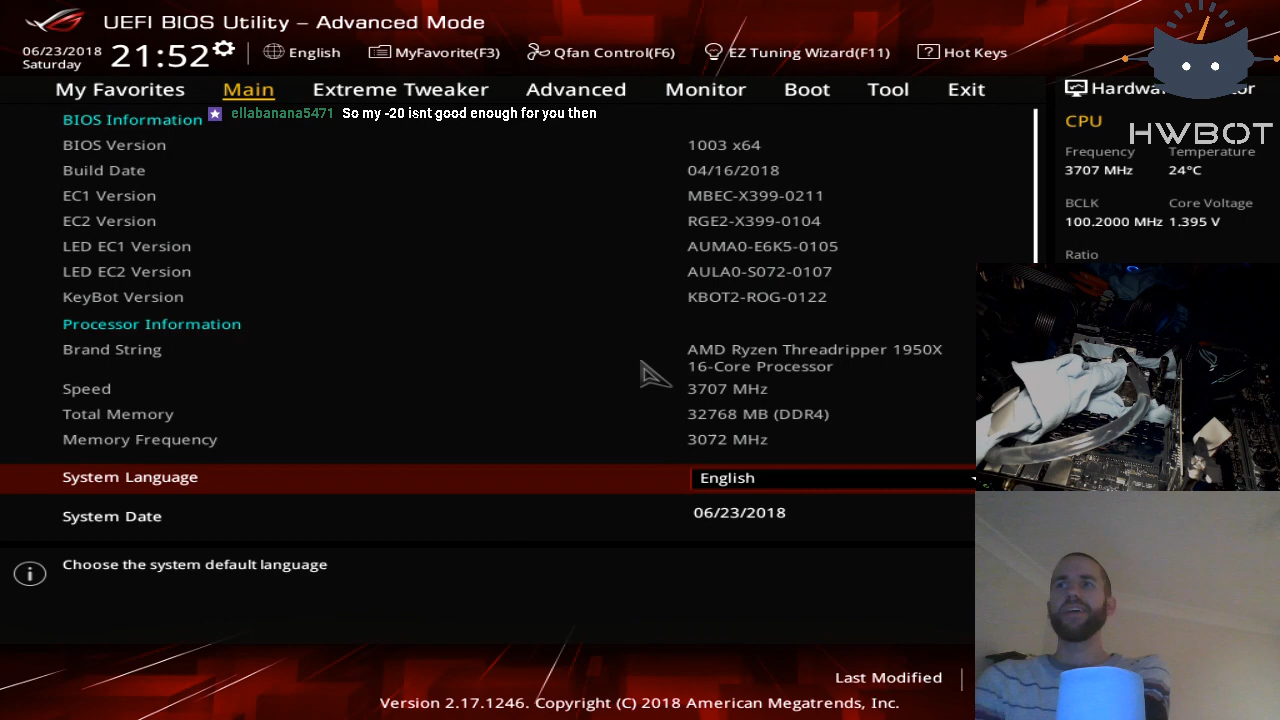 UEFI BIOS Utility – Advanced Mode
06/23/2018
Saturday
21:52
English
MyFavorite(F3)
Qfan Control(F6)
EZ Tuning Wizard(F11)
? Hot Keys
My Favorites
Main
Extreme Tweaker
Advanced
Monitor
Boot
Tool
Exit
ellabanana5471 So my -20 isnt good enough for you then
BIOS Information
BIOS Version 1003 x64
Build Date 04/16/2018
EC1 Version MBEC-X399-0211
EC2 Version RGE2-X399-0104
LED EC1 Version AUMA0-E6K5-0105
LED EC2 Version AULA0-S072-0107
KeyBot Version KBOT2-ROG-0122
Processor Information
Brand String AMD Ryzen Threadripper 1950X
16-Core Processor
Speed 3707 MHz
Total Memory 32768 MB (DDR4)
Memory Frequency 3072 MHz
System Language English
System Date 06/23/2018
Choose the system default language
Last Modified
Version 2.17.1246. Copyright (C) 2018 American Megatrends, Inc.
HWBOT
CPU
Frequency Temperature
3707 MHz 24°C
BCLK Core Voltage
100.2000 MHz 1.395 V
Ratio